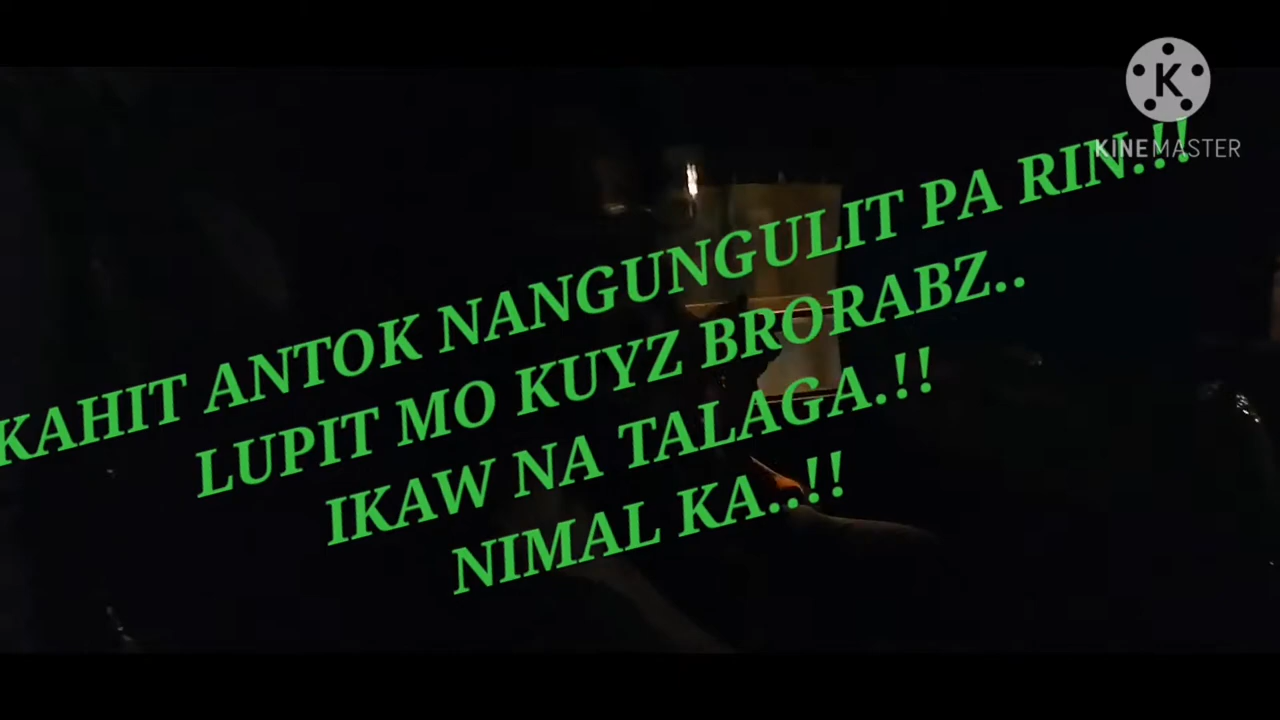 K
KINEMASTER
KAHIT ANTOK NANGUNGULIT PA RIN.!!
LUPIT MO KUYZ BRORABZ..
IKAW NA TALAGA.!!
NIMAL KA..!!